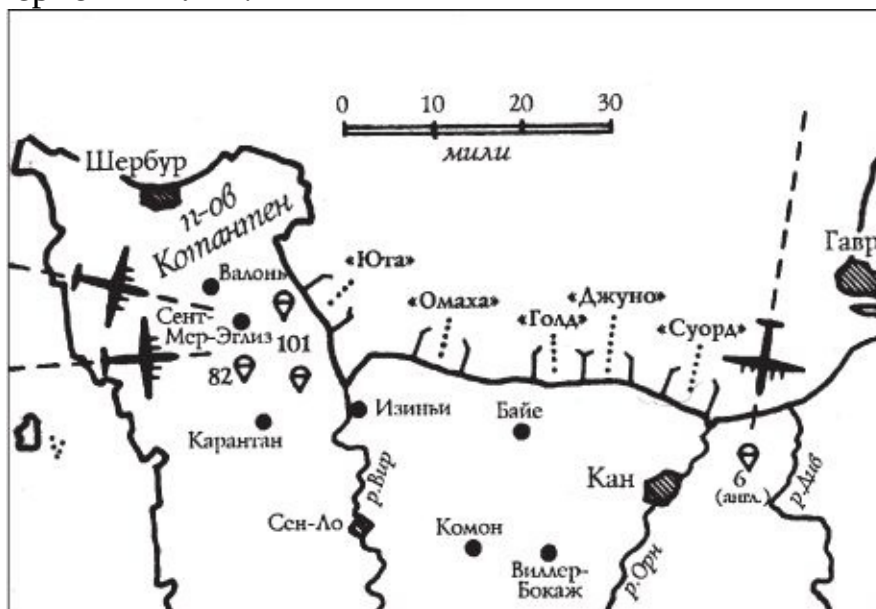 0 10 20 30
мили
Шербур
п-ов
Котантен
Гавр
«Юта»
Валонь
«Омаха»
«Джуно»
«Голд»
«Суорд»
Сент-
Мер-Эглиз
101
82
Изиньи
Байе
Карантан
р.Вир
Кан
6
(англ.)
р.Див
Сен-Ло
Комон
Виллер-
Бокаж
р.Орн